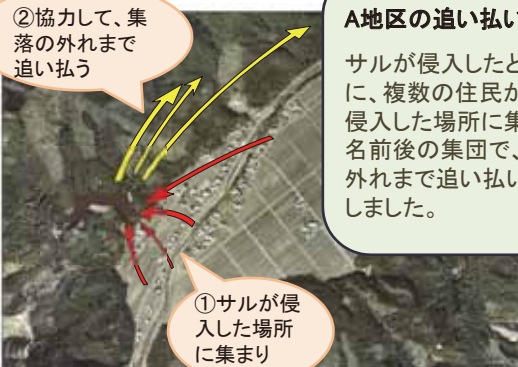 ②協力して、集
落の外れまで
追い払う
A地区の追い払い
サルが侵入したと
に、複数の住民が
侵入した場所に集
名前後の集団で、
外れまで追い払い
しました。
①サルが侵
入した場所
に集まり